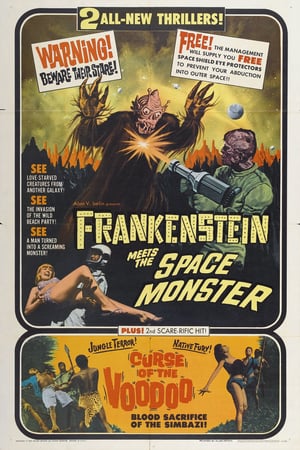 2 ALL-NEW THRILLERS!
WARNING!
BEWARE THEIR STARE!
FREE! THE MANAGEMENT
WILL SUPPLY YOU FREE
SPACE SHIELD EYE PROTECTORS
TO PREVENT YOUR ABDUCTION
INTO OUTER SPACE!!
SEE
LOVE-STARVED
CREATURES FROM
ANOTHER GALAXY!
SEE
THE INVASION
OF THE WILD
BEACH PARTY!
SEE
A MAN TURNED
INTO A SCREAMING
MONSTER!
presents
FRANKENSTEIN
MEETS THE
SPACE
MONSTER
PLUS! 2nd SCARE-IFIC HIT!
JUNGLE TERROR!
NATIVE FURY!
CURSE
OF THE
VOODOO
BLOOD SACRIFICE
OF THE SIMBAZI!